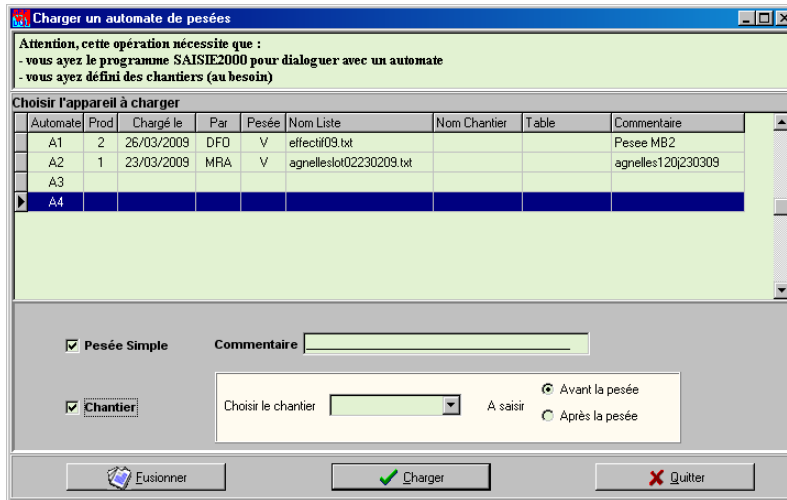 Charger un automate de pesées
Attention, cette opération nécessite que :
- vous ayez le programme SAISIE2000 pour dialoguer avec un automate
- vous ayez défini des chantiers (au besoin)
Choisir l'appareil à charger
Automate Prod Chargé le Par Pesée Nom Liste Nom Chantier Table Commentaire
A1 2 26/03/2009 DFO V effectif09.txt Pesee MB2
A2 1 23/03/2009 MRA V agnelleslot02230209.txt agnelles120j230309
A3
A4
Pesée Simple Commentaire
Chantier Choisir le chantier A saisir Avant la pesée
Après la pesée
Fusionner Charger Quitter